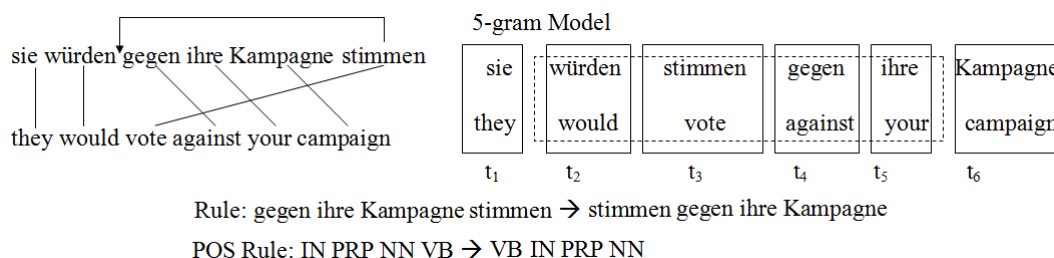 5-gram Model
sie würden gegen ihre Kampagne stimmen
they would vote against your campaign
sie würden stimmen gegen ihre Kampagne
they would vote against your campaign
t1 t2 t3 t4 t5 t6
Rule: gegen ihre Kampagne stimmen → stimmen gegen ihre Kampagne
POS Rule: IN PRP NN VB → VB IN PRP NN